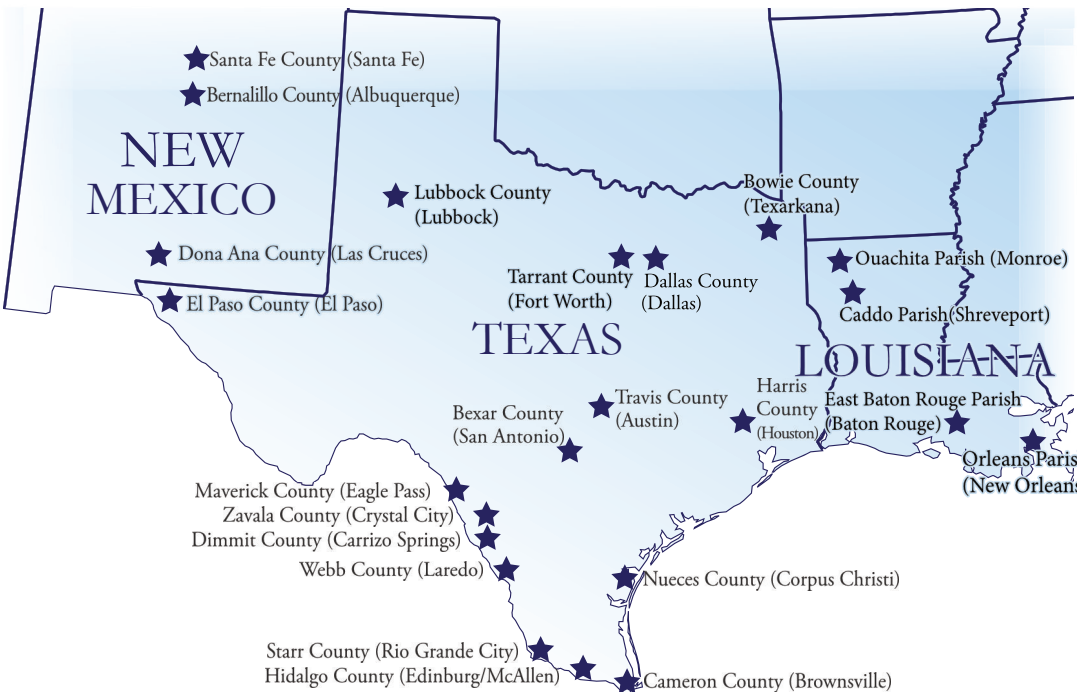 Santa Fe County (Santa Fe)
Bernalillo County (Albuquerque)
NEW
MEXICO
Lubbock County
(Lubbock)
Bowie County
(Texarkana)
Dona Ana County (Las Cruces)
El Paso County (El Paso)
Tarrant County
(Fort Worth)
Dallas County
(Dallas)
Ouachita Parish (Monroe)
Caddo Parish(Shreveport)
TEXAS
LOUISIANA
Travis County
(Austin)
Bexar County
(San Antonio)
Harris
County
(Houston)
East Baton Rouge Parish
(Baton Rouge)
Orleans Paris
(New Orleans
Maverick County (Eagle Pass)
Zavala County (Crystal City)
Dimmit County (Carrizo Springs)
Webb County (Laredo)
Nueces County (Corpus Christi)
Starr County (Rio Grande City)
Hidalgo County (Edinburg/McAllen)
Cameron County (Brownsville)